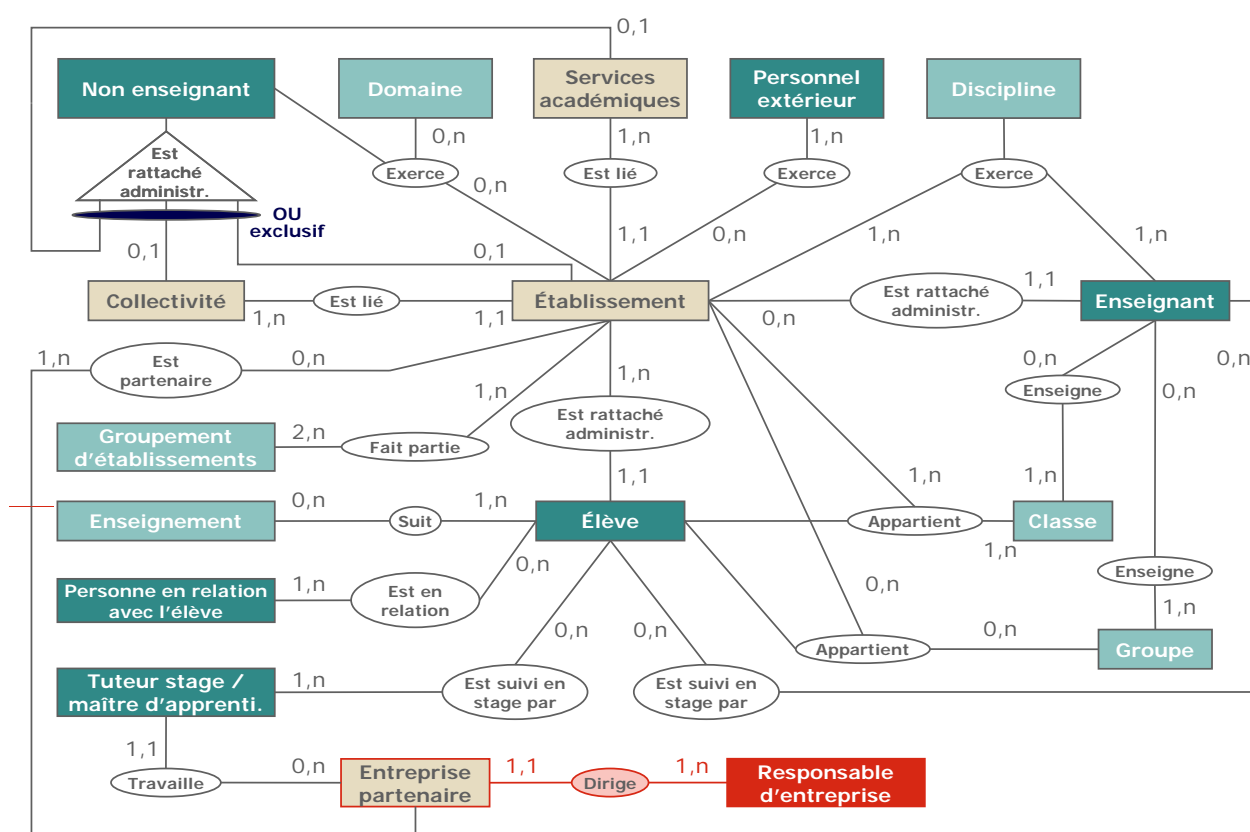 0,1
Non enseignant
Domaine
Services
académiques
Personnel
extérieur
Discipline
0,n
1,n
1,n
Est
rattaché
administr.
Exerce
Est lié
Exerce
Exerce
0,n
OU
exclusif
0,1
0,1
1,1
0,n
1,n
1,n
Collectivité
Est lié
Établissement
Est rattaché
administr.
1,1
Enseignant
1,n
1,1
0,n
1,n
Est
partenaire
0,n
1,n
1,n
0,n
Enseigne
0,n
0,n
Groupement
d’établissements
2,n
Fait partie
Est rattaché
administr.
1,1
1,n
1,n
Enseignement
0,n
Suit
1,n
Élève
Appartient
Classe
1,n
0,n
Personne en relation
avec l’élève
1,n
Est en
relation
0,n
Enseigne
1,n
0,n
0,n
Appartient
0,n
Groupe
Tuteur stage /
maître d’apprenti.
1,n
Est suivi en
stage par
Est suivi en
stage par
1,1
Travaille
0,n
Entreprise
partenaire
1,1
Dirige
1,n
Responsable
d’entreprise